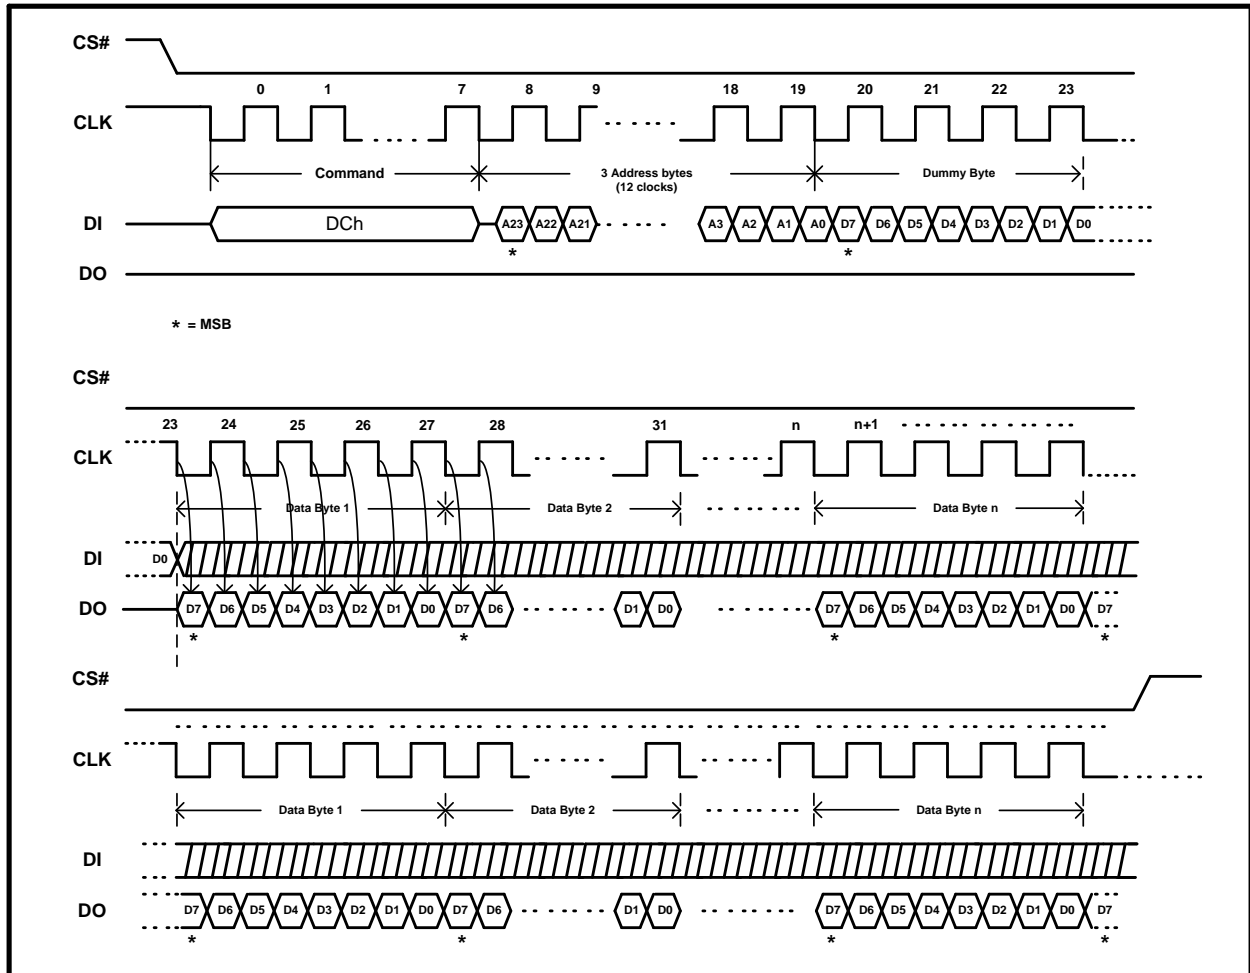 CS#
0 1 7 8 9 18 19 20 21 22 23
CLK
Command 3 Address bytes Dummy Byte
(12 clocks)
DI DCh A23 A22 A21 A3 A2 A1 A0 D7 D6 D5 D4 D3 D2 D1 D0
* *
DO
* = MSB
CS#
23 24 25 26 27 28 31 n n+1
CLK
Data Byte 1 Data Byte 2 Data Byte n
DI D0
DO D7 D6 D5 D4 D3 D2 D1 D0 D7 D6 D1 D0 D7 D6 D5 D4 D3 D2 D1 D0 D7
* * * *
CS#
CLK
Data Byte 1 Data Byte 2 Data Byte n
DI
DO D7 D6 D5 D4 D3 D2 D1 D0 D7 D6 D1 D0 D7 D6 D5 D4 D3 D2 D1 D0 D7
* * * *